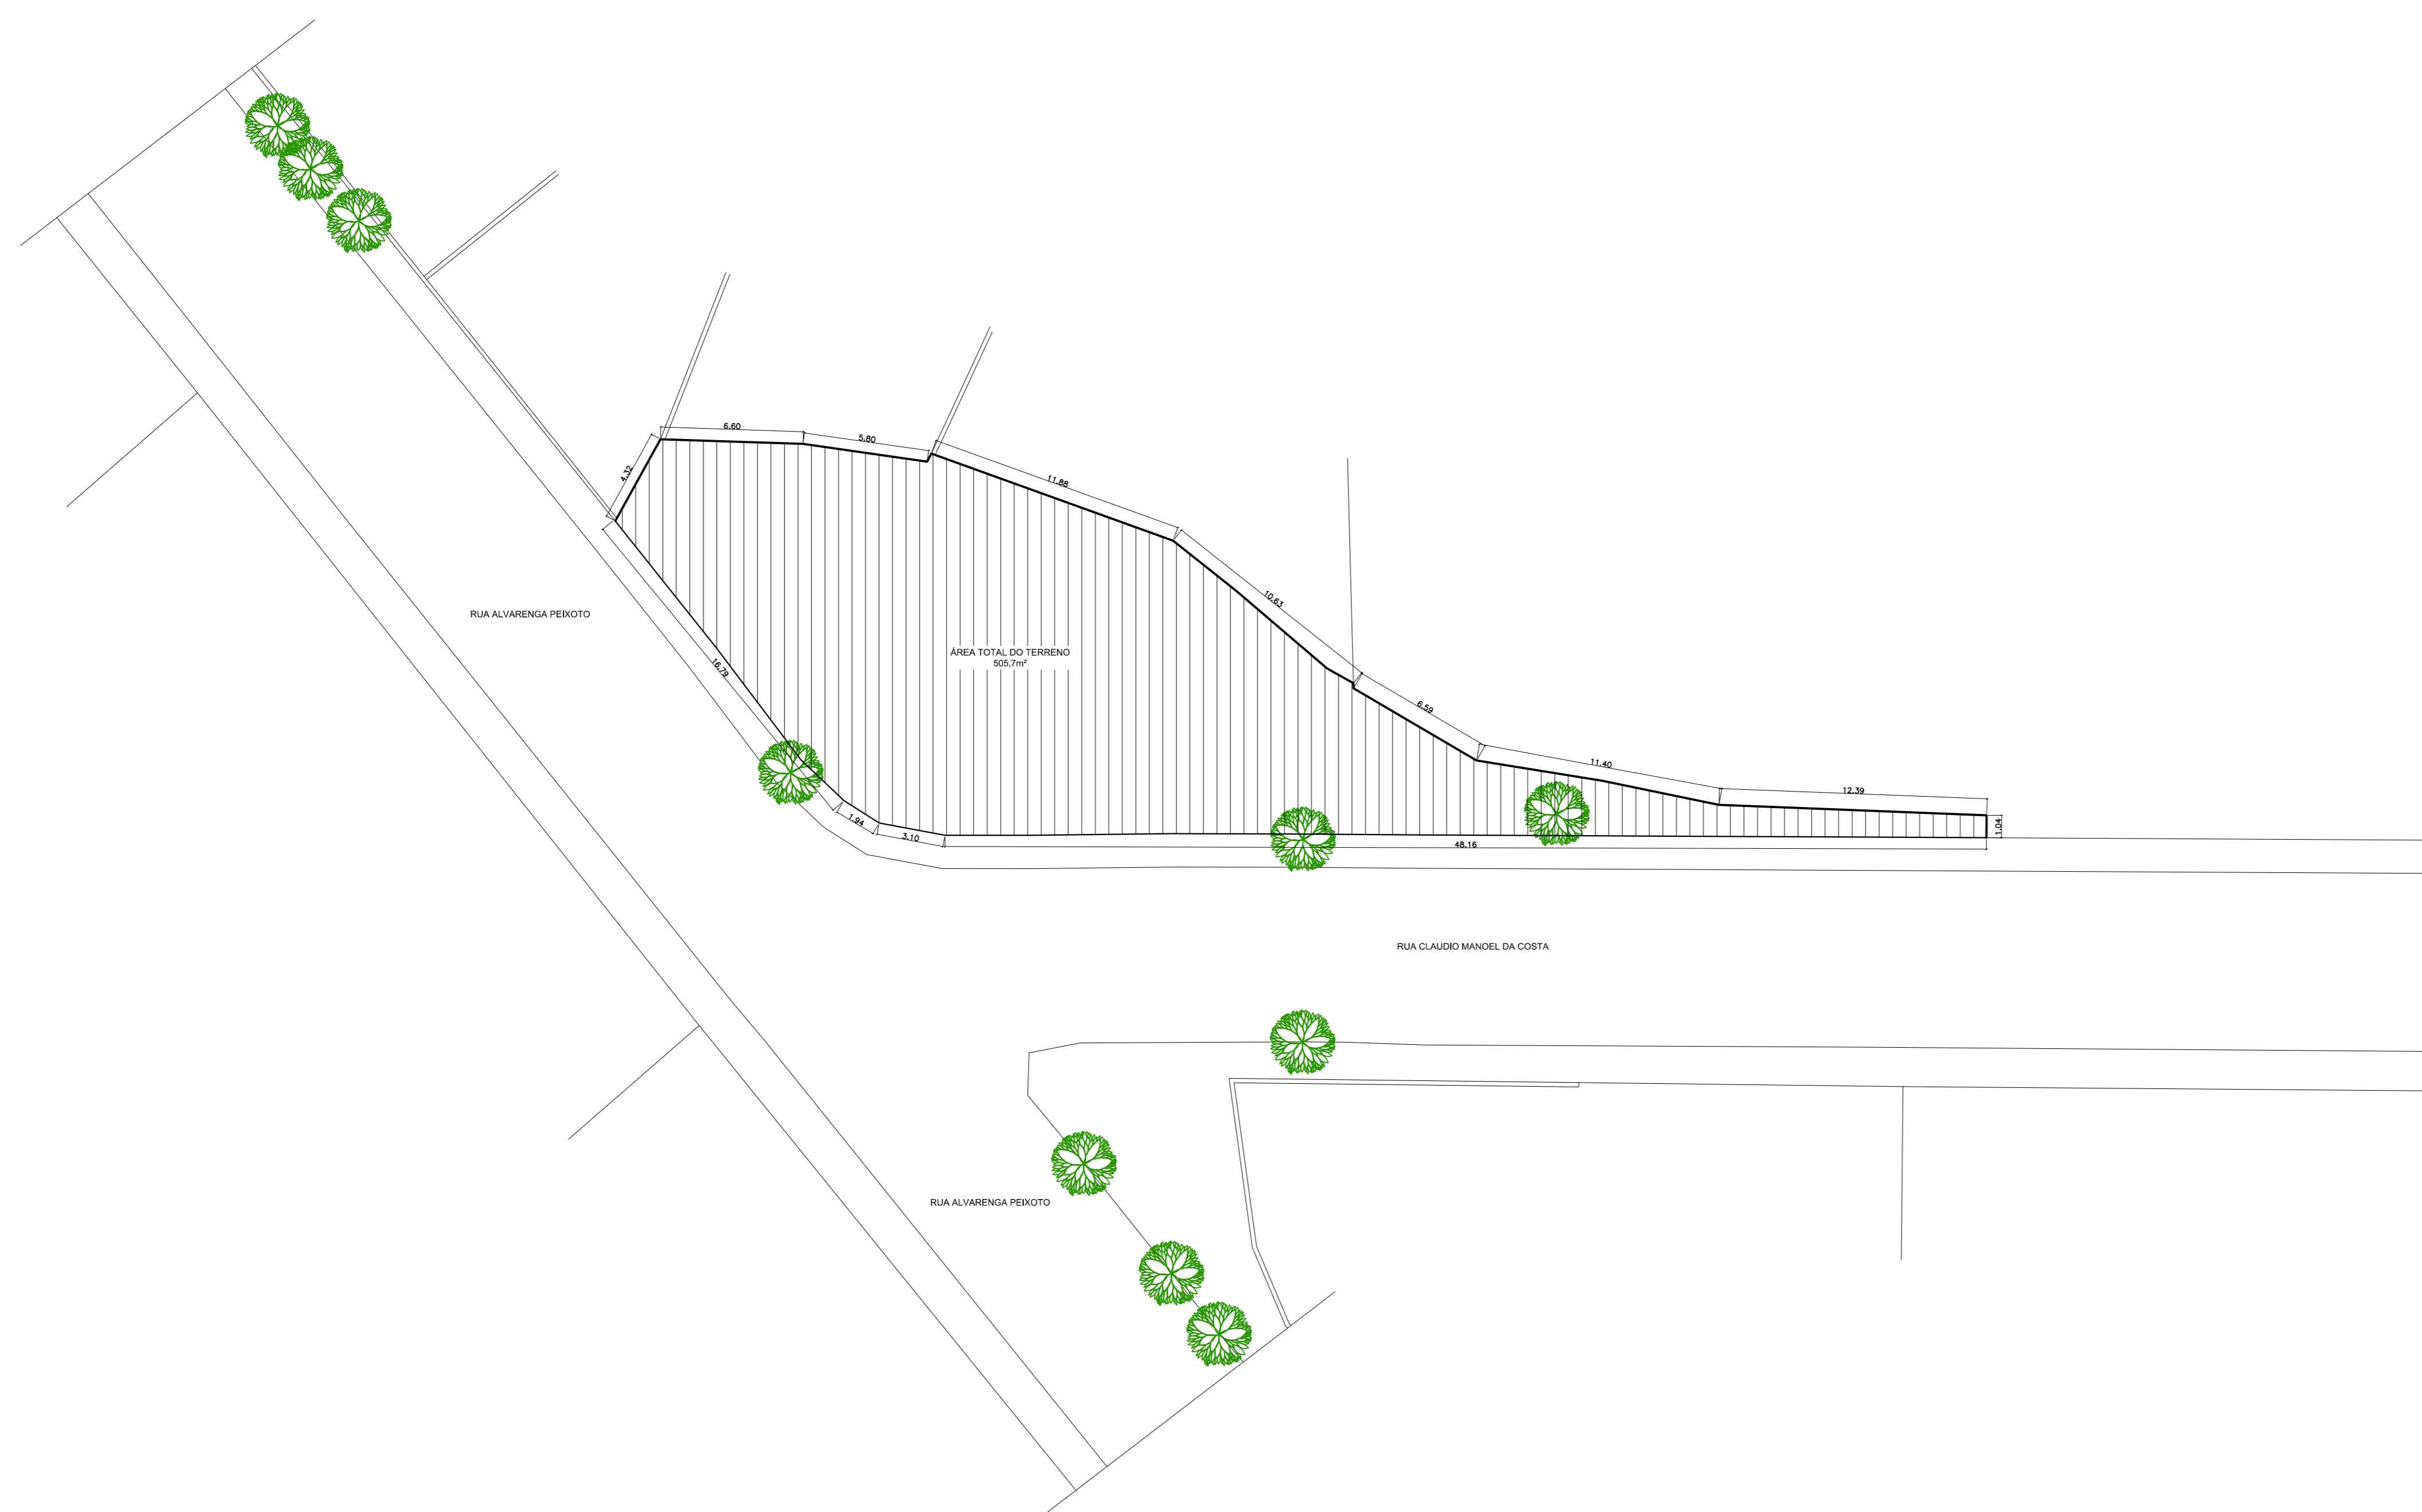 6.60
5.80
4.32
11.88
10.63
RUA ALVARENGA PEIXOTO
ÁREA TOTAL DO TERRENO
505,7m²
16.79
6.59
11.40
12.39
1.94
3.10
48.16
1.04
RUA CLAUDIO MANOEL DA COSTA
RUA ALVARENGA PEIXOTO